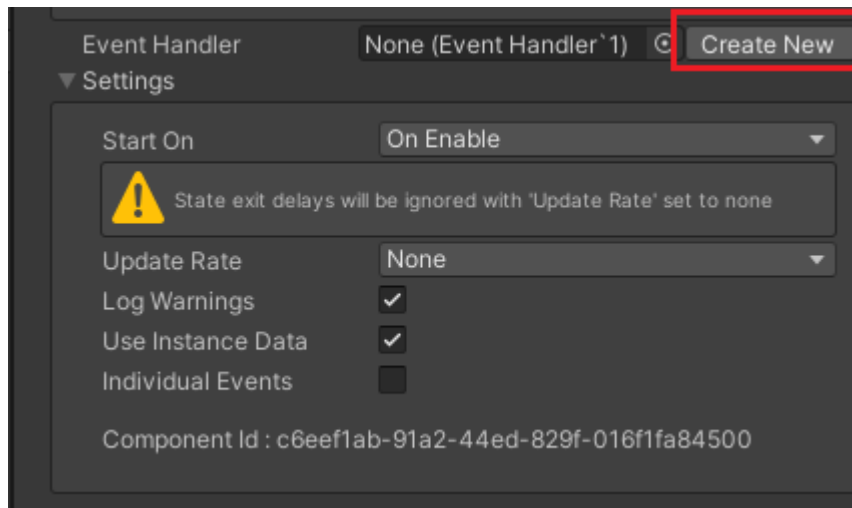 Event Handler None (Event Handler`1) Create New
Settings
Start On On Enable
State exit delays will be ignored with 'Update Rate' set to none
Update Rate None
Log Warnings
Use Instance Data
Individual Events
Component Id : c6eef1ab-91a2-44ed-829f-016f1fa84500